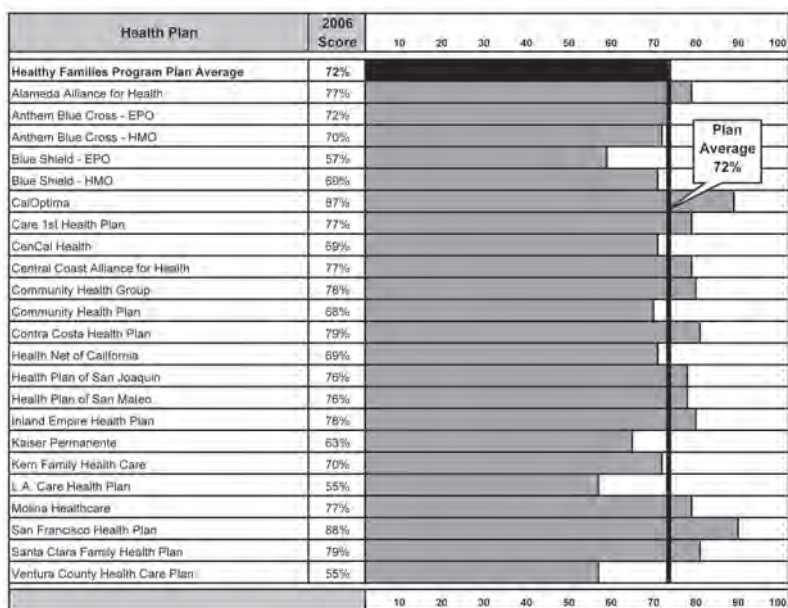 Health Plan 2006 Score 10 20 30 40 50 60 70 80 90 100
Healthy Families Program Plan Average 72%
Alameda Alliance for Health 77%
Anthem Blue Cross - EPO 72%
Anthem Blue Cross - HMO 70%
Blue Shield - EPO 57%
Blue Shield - HMO 69%
CalOptima 87%
Care 1st Health Plan 77%
CenCal Health 69%
Central Coast Alliance for Health 77%
Community Health Group 78%
Community Health Plan 68%
Contra Costa Health Plan 79%
Health Net of California 69%
Health Plan of San Joaquin 76%
Health Plan of San Mateo 76%
Inland Empire Health Plan 78%
Kaiser Permanente 63%
Kern Family Health Care 70%
L.A. Care Health Plan 55%
Molina Healthcare 77%
San Francisco Health Plan 88%
Santa Clara Family Health Plan 79%
Ventura County Health Care Plan 55%
Plan
Average
72%
10 20 30 40 50 60 70 80 90 100